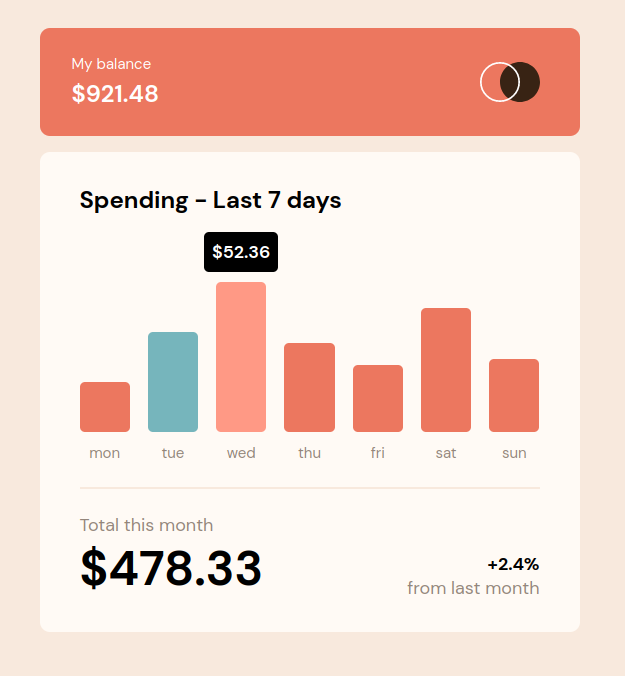 My balance
$921.48
Spending - Last 7 days
$52.36
mon tue wed thu fri sat sun
Total this month
$478.33
+2.4%
from last month